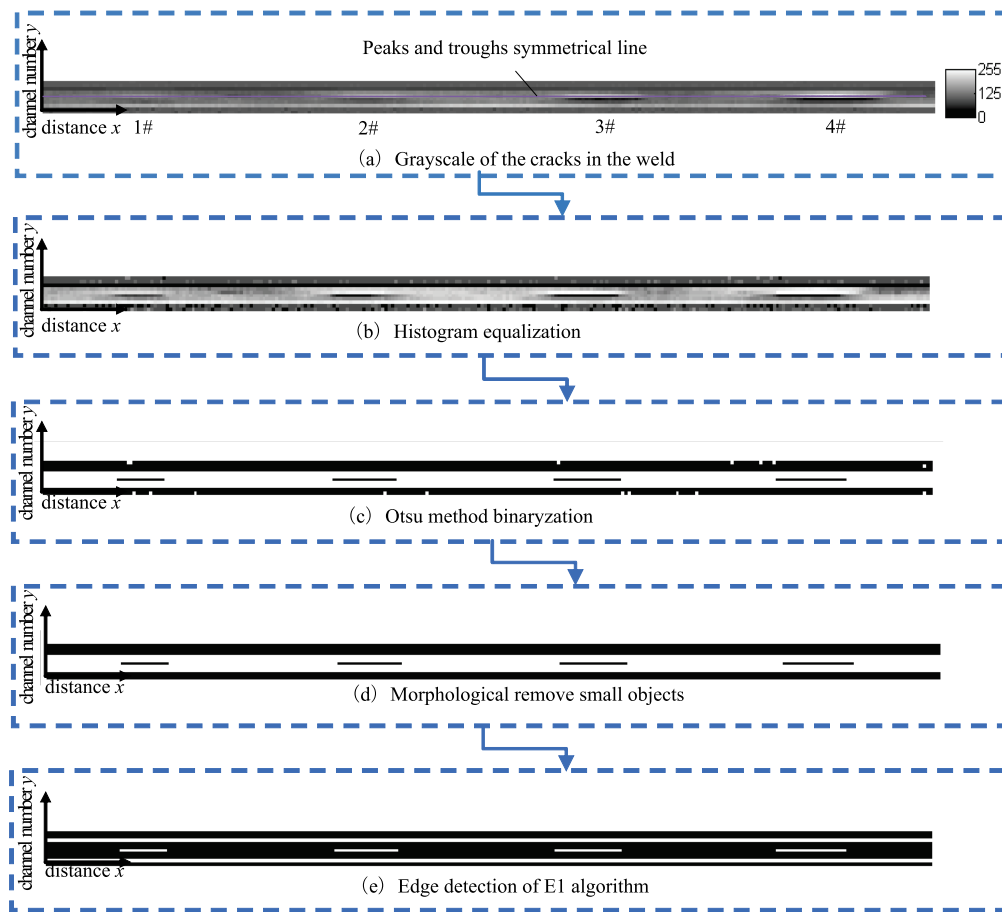 Peaks and troughs symmetrical line
255
125
0
channel number y
distance x
1#
2#
3#
4#
(a) Grayscale of the cracks in the weld
channel number y
distance x
(b) Histogram equalization
channel number y
distance x
(c) Otsu method binaryzation
channel number y
distance x
(d) Morphological remove small objects
channel number y
distance x
(e) Edge detection of E1 algorithm